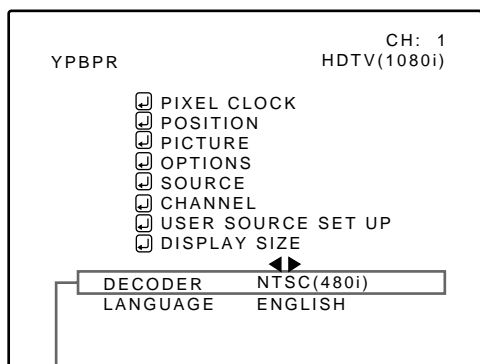 CH: 1
YPBPR HDTV(1080i)
PIXEL CLOCK
POSITION
PICTURE
OPTIONS
SOURCE
CHANNEL
USER SOURCE SET UP
DISPLAY SIZE
DECODER NTSC(480i)
LANGUAGE ENGLISH